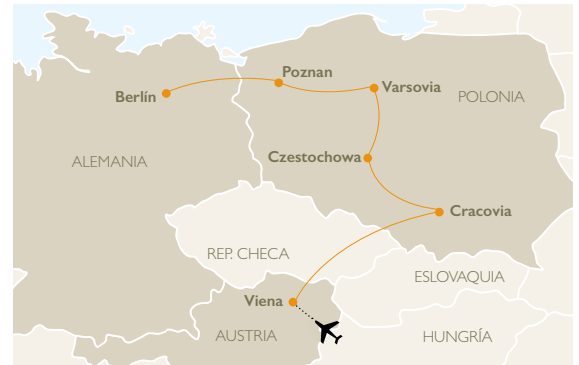 Poznan
Berlín
Varsovia
POLONIA
ALEMANIA
Czestochowa
Cracovia
REP. CHECA
ESLOVAQUIA
Viena
AUSTRIA
HUNGRÍA